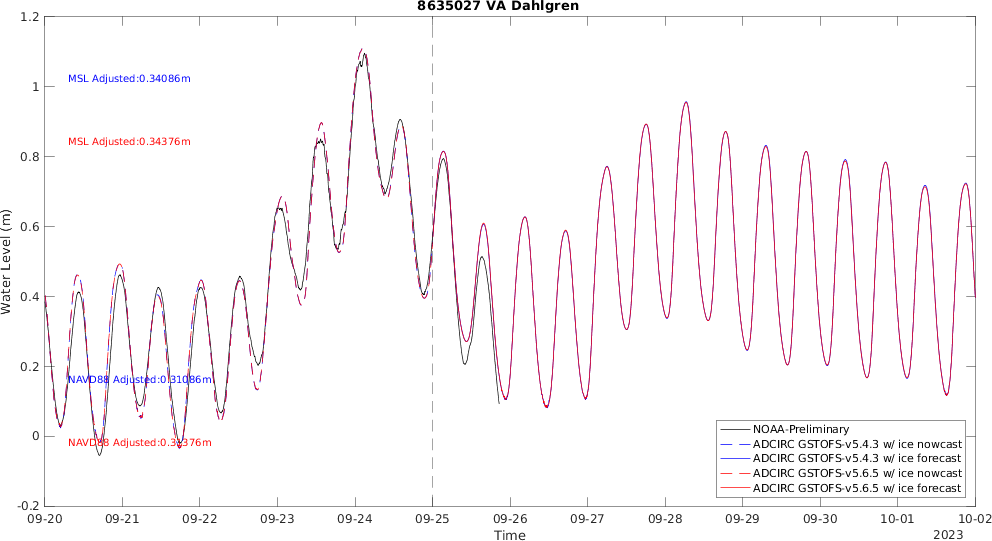 8635027 VA Dahlgren
1.2
1
0.8
0.6
0.4
0.2
0
-0.2
Water Level (m)
MSL Adjusted:0.34086m
MSL Adjusted:0.34376m
NAVD88 Adjusted:0.31086m
NAVD88 Adjusted:0.31376m
NOAA-Preliminary
ADCIRC GSTOFS-v5.4.3 w/ ice nowcast
ADCIRC GSTOFS-v5.4.3 w/ ice forecast
ADCIRC GSTOFS-v5.6.5 w/ ice nowcast
ADCIRC GSTOFS-v5.6.5 w/ ice forecast
09-20 09-21 09-22 09-23 09-24 09-25 09-26 09-27 09-28 09-29 09-30 10-01 10-02
Time
2023